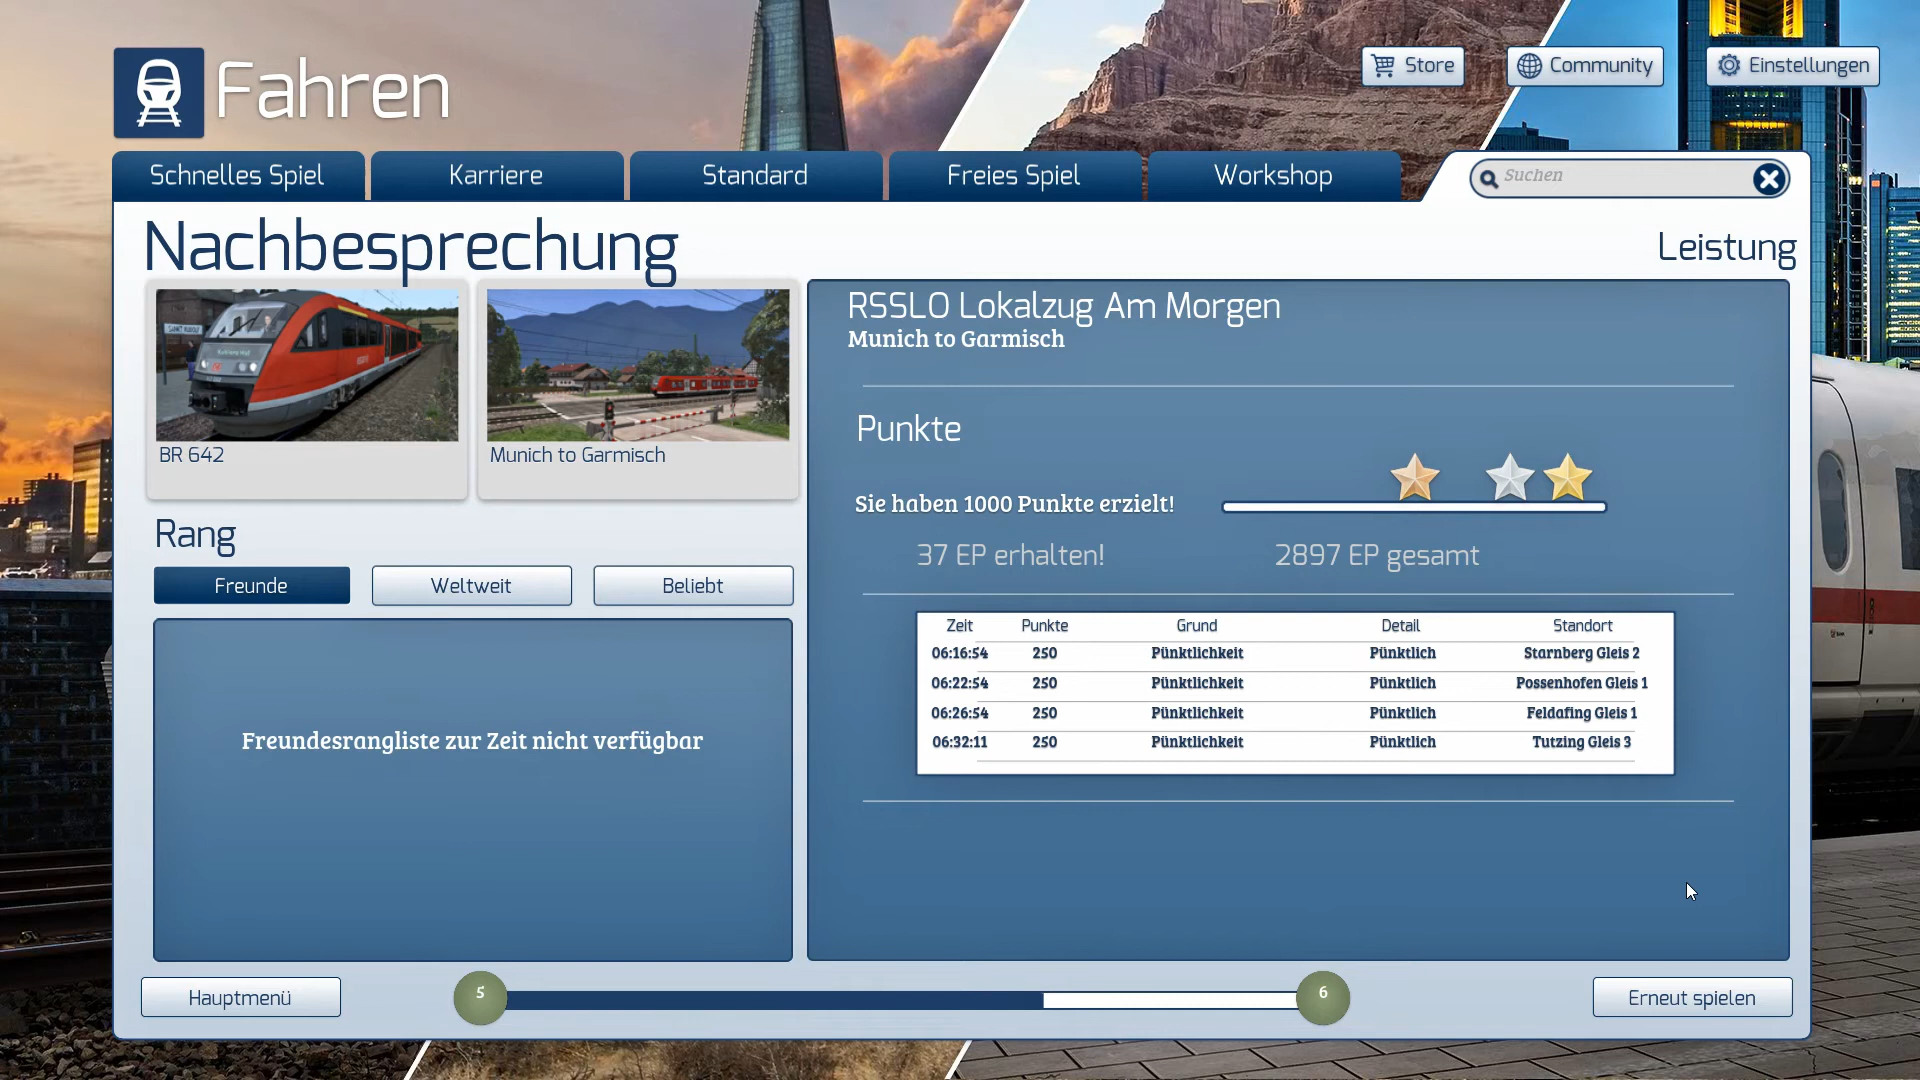 Fahren
Store
Community
Einstellungen
Schnelles Spiel
Karriere
Standard
Freies Spiel
Workshop
Suchen
Nachbesprechung
Leistung
BR 642
Munich to Garmisch
Rang
Freunde
Weltweit
Beliebt
Freundesrangliste zur Zeit nicht verfügbar
RSSLO Lokalzug Am Morgen
Munich to Garmisch
Punkte
Sie haben 1000 Punkte erzielt!
37 EP erhalten!
2897 EP gesamt
Zeit Punkte Grund Detail Standort
06:16:54 250 Pünktlichkeit Pünktlich Starnberg Gleis 2
06:22:54 250 Pünktlichkeit Pünktlich Possenhofen Gleis 1
06:26:54 250 Pünktlichkeit Pünktlich Feldafing Gleis 1
06:32:11 250 Pünktlichkeit Pünktlich Tutzing Gleis 3
Hauptmenü
5
6
Erneut spielen